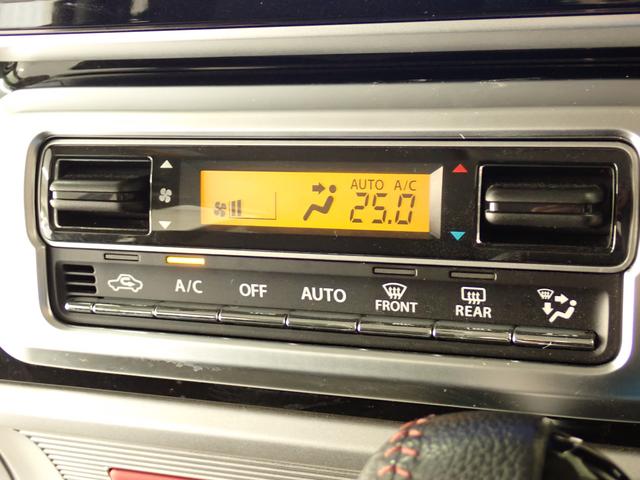 AUTO A/C
25.0
A/C
OFF
AUTO
FRONT
REAR